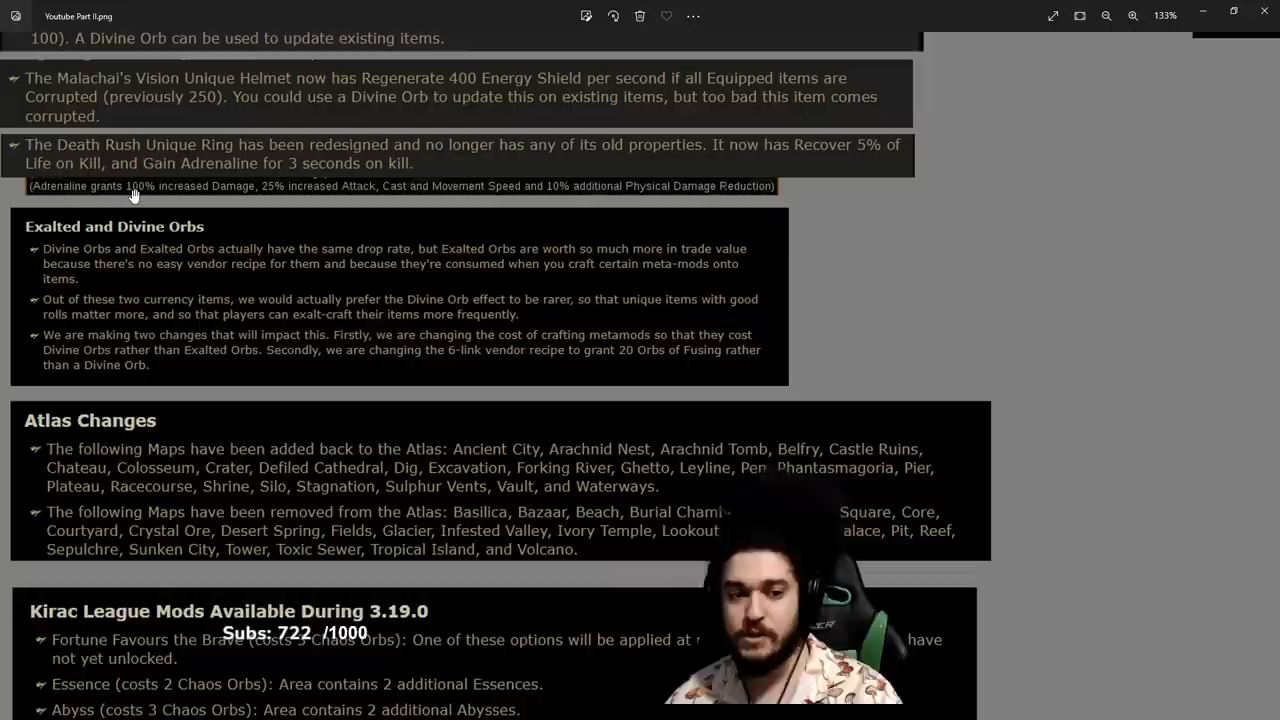 Youtube Part II.png
133%
100). A Divine Orb can be used to update existing items.
The Malachai's Vision Unique Helmet now has Regenerate 400 Energy Shield per second if all Equipped items are
Corrupted (previously 250). You could use a Divine Orb to update this on existing items, but too bad this item comes
corrupted.
The Death Rush Unique Ring has been redesigned and no longer has any of its old properties. It now has Recover 5% of
Life on Kill, and Gain Adrenaline for 3 seconds on kill.
(Adrenaline grants 100% increased Damage, 25% increased Attack, Cast and Movement Speed and 10% additional Physical Damage Reduction)
Exalted and Divine Orbs
Divine Orbs and Exalted Orbs actually have the same drop rate, but Exalted Orbs are worth so much more in trade value
because there's no easy vendor recipe for them and because they're consumed when you craft certain meta-mods onto
items.
Out of these two currency items, we would actually prefer the Divine Orb effect to be rarer, so that unique items with good
rolls matter more, and so that players can exalt-craft their items more frequently.
We are making two changes that will impact this. Firstly, we are changing the cost of crafting metamods so that they cost
Divine Orbs rather than Exalted Orbs. Secondly, we are changing the 6-link vendor recipe to grant 20 Orbs of Fusing rather
than a Divine Orb.
Atlas Changes
The following Maps have been added back to the Atlas: Ancient City, Arachnid Nest, Arachnid Tomb, Belfry, Castle Ruins,
Chateau, Colosseum, Crater, Defiled Cathedral, Dig, Excavation, Forking River, Ghetto, Leyline, Pen, Phantasmagoria, Pier,
Plateau, Racecourse, Shrine, Silo, Stagnation, Sulphur Vents, Vault, and Waterways.
The following Maps have been removed from the Atlas: Basilica, Bazaar, Beach, Burial Square, Core,
Courtyard, Crystal Ore, Desert Spring, Fields, Glacier, Infested Valley, Ivory Temple, Lookout Pit, Reef,
Sepulchre, Sunken City, Tower, Toxic Sewer, Tropical Island, and Volcano.
Kirac League Mods Available During 3.19.0
Subs: 722 /1000
Fortune Favours the Brave (costs 3 Chaos Orbs): One of these options will be applied at have
not yet unlocked.
Essence (costs 2 Chaos Orbs): Area contains 2 additional Essences.
Abyss (costs 3 Chaos Orbs): Area contains 2 additional Abysses.